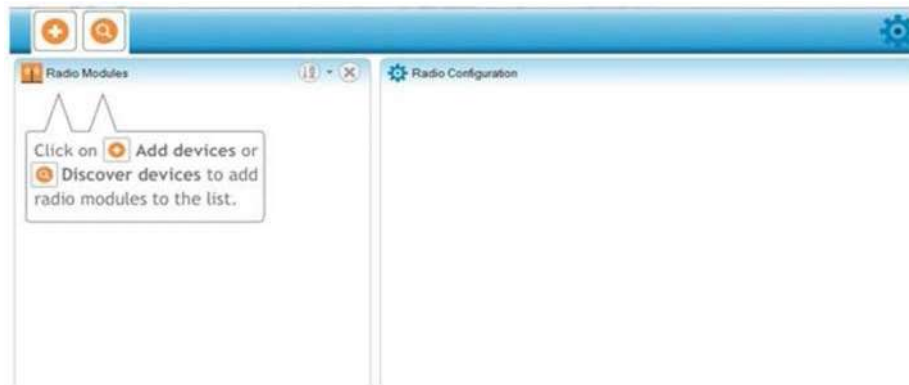 Radio Modules
Radio Configuration
Click on Add devices or
Discover devices to add
radio modules to the list.